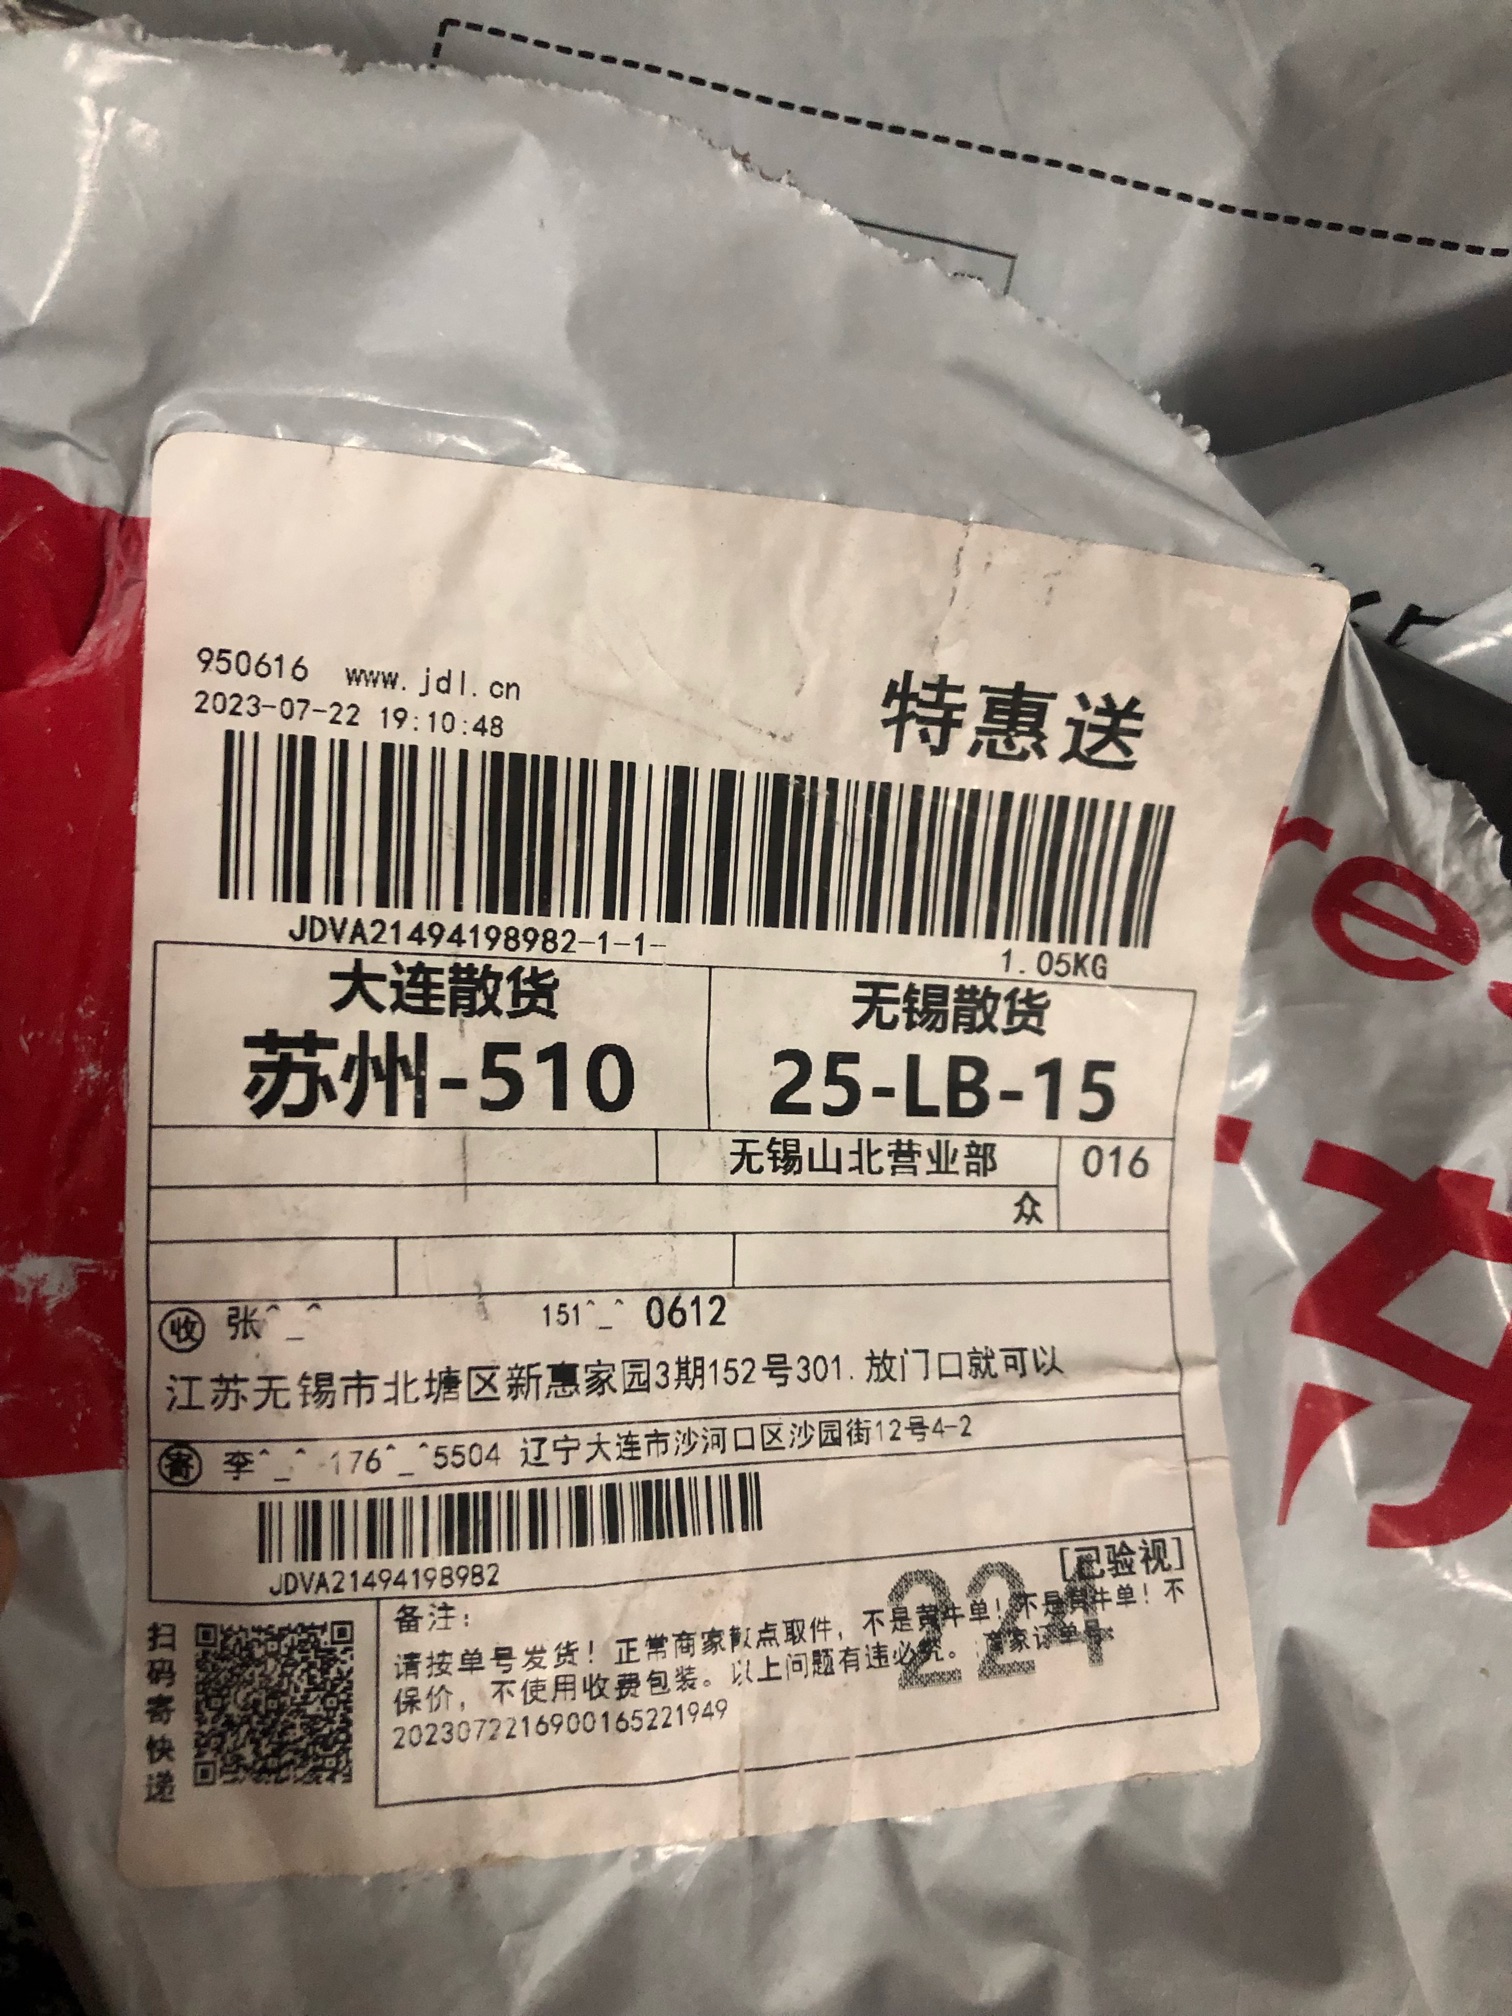 950616 www.jdl.cn
2023-07-22 19:10:48
特惠送
JDVA21494198982-1-1-
1.05KG
大连散货
苏州-510
无锡散货
25-LB-15
无锡山北营业部
016
众
收 张^_^ 151^_^ 0612
江苏无锡市北塘区新惠家园3期152号301.放门口就可以
寄 李^_^-176^_^5504 辽宁大连市沙河口区沙园街12号4-2
JDVA21494198982
[已验视]
扫码寄快递
备注：
224
请按单号发货！正常商家散点取件，不是黄牛单！不是黄牛单！不
保价，不使用收费包装。以上问题有违必究。商家订单号
2023072216900165221949
re